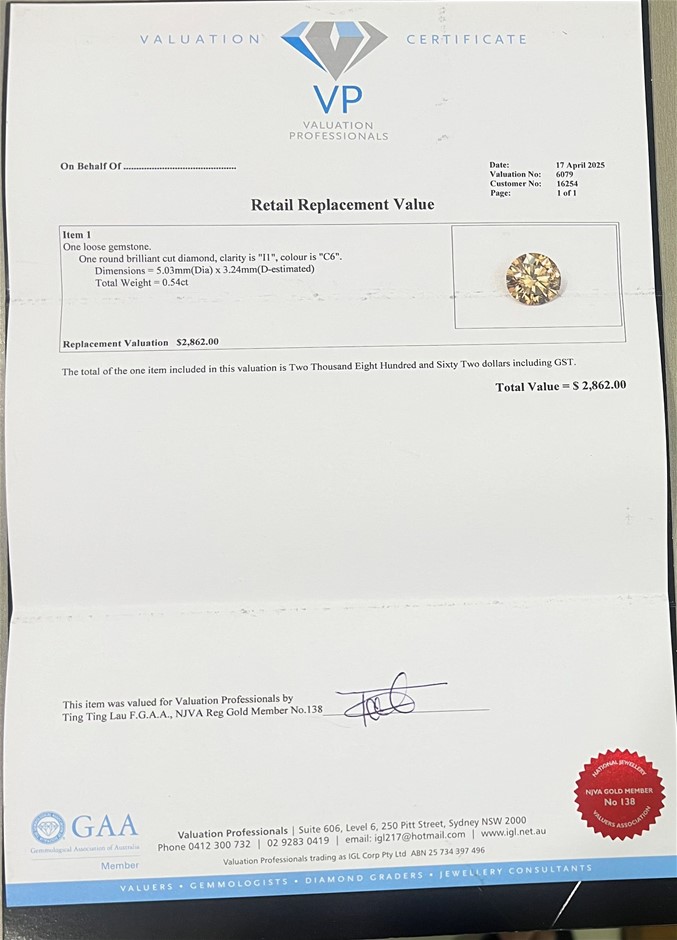 VALUATION CERTIFICATE
VP
VALUATION
PROFESSIONALS
On Behalf Of ............................................
Date: 17 April 2025
Valuation No: 6079
Customer No: 16254
Page: 1 of 1
Retail Replacement Value
Item 1
One loose gemstone.
One round brilliant cut diamond, clarity is "I1", colour is "C6".
Dimensions = 5.03mm(Dia) x 3.24mm(D-estimated)
Total Weight = 0.54ct
Replacement Valuation $2,862.00
The total of the one item included in this valuation is Two Thousand Eight Hundred and Sixty Two dollars including GST.
Total Value = $ 2,862.00
This item was valued for Valuation Professionals by
Ting Ting Lau F.G.A.A., NJVA Reg Gold Member No.138
NATIONAL JEWELLERY
NJVA GOLD MEMBER
No 138
VALUERS ASSOCIATION
GAA
Gemmological Association of Australia
Member
Valuation Professionals | Suite 606, Level 6, 250 Pitt Street, Sydney NSW 2000
Phone 0412 300 732 | 02 9283 0419 | email: igl217@hotmail.com | www.igl.net.au
Valuation Professionals trading as IGL Corp Pty Ltd ABN 25 734 397 496
VALUERS • GEMMOLOGISTS • DIAMOND GRADERS • JEWELLERY CONSULTANTS